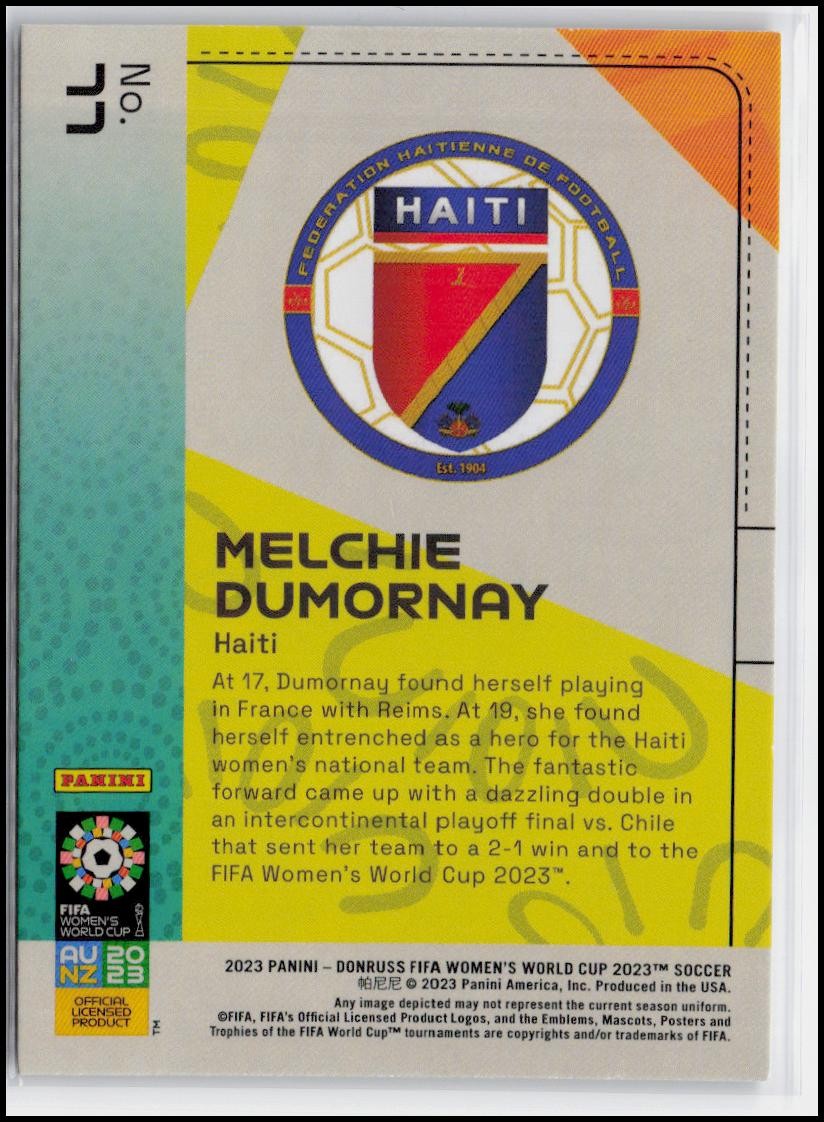 No.
77
FEDERATION HAITIENNE DE FOOTBALL
HAITI
1
Est. 1904
MELCHIE
DUMORNAY
Haiti
At 17, Dumornay found herself playing
in France with Reims. At 19, she found
herself entrenched as a hero for the Haiti
women's national team. The fantastic
forward came up with a dazzling double in
an intercontinental playoff final vs. Chile
that sent her team to a 2-1 win and to the
FIFA Women's World Cup 2023™.
PANINI
FIFA
WOMEN'S
WORLD CUP
AU 20
NZ 23
OFFICIAL
LICENSED
PRODUCT
™
2023 PANINI – DONRUSS FIFA WOMEN'S WORLD CUP 2023™ SOCCER
帕尼尼 © 2023 Panini America, Inc. Produced in the USA.
Any image depicted may not represent the current season uniform.
©FIFA, FIFA's Official Licensed Product Logos, and the Emblems, Mascots, Posters and
Trophies of the FIFA World Cup™ tournaments are copyrights and/or trademarks of FIFA.